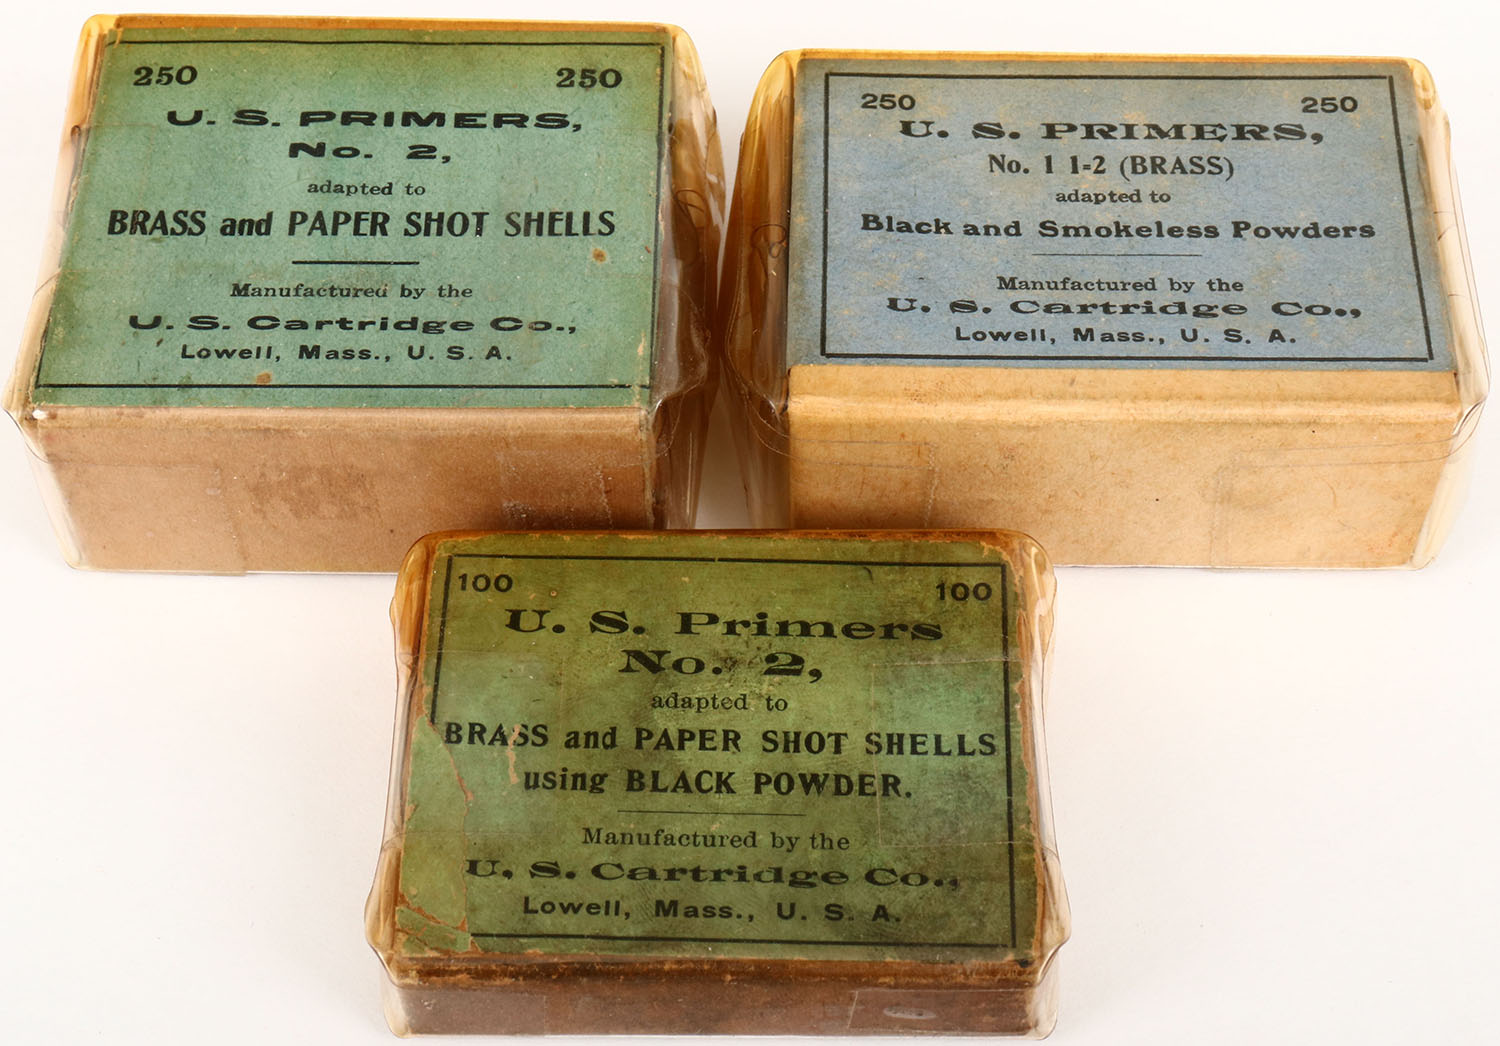 250 250
U. S. PRIMERS,
No. 2,
adapted to
BRASS and PAPER SHOT SHELLS
Manufactured by the
U. S. Cartridge Co.,
Lowell, Mass., U. S. A.
250 250
U. S. PRIMERS,
No. 1 1=2 (BRASS)
adapted to
Black and Smokeless Powders
Manufactured by the
U. S. Cartridge Co.,
Lowell, Mass., U. S. A.
100 100
U. S. Primers
No. 2,
adapted to
BRASS and PAPER SHOT SHELLS
using BLACK POWDER.
Manufactured by the
U. S. Cartridge Co.,
Lowell, Mass., U. S. A.